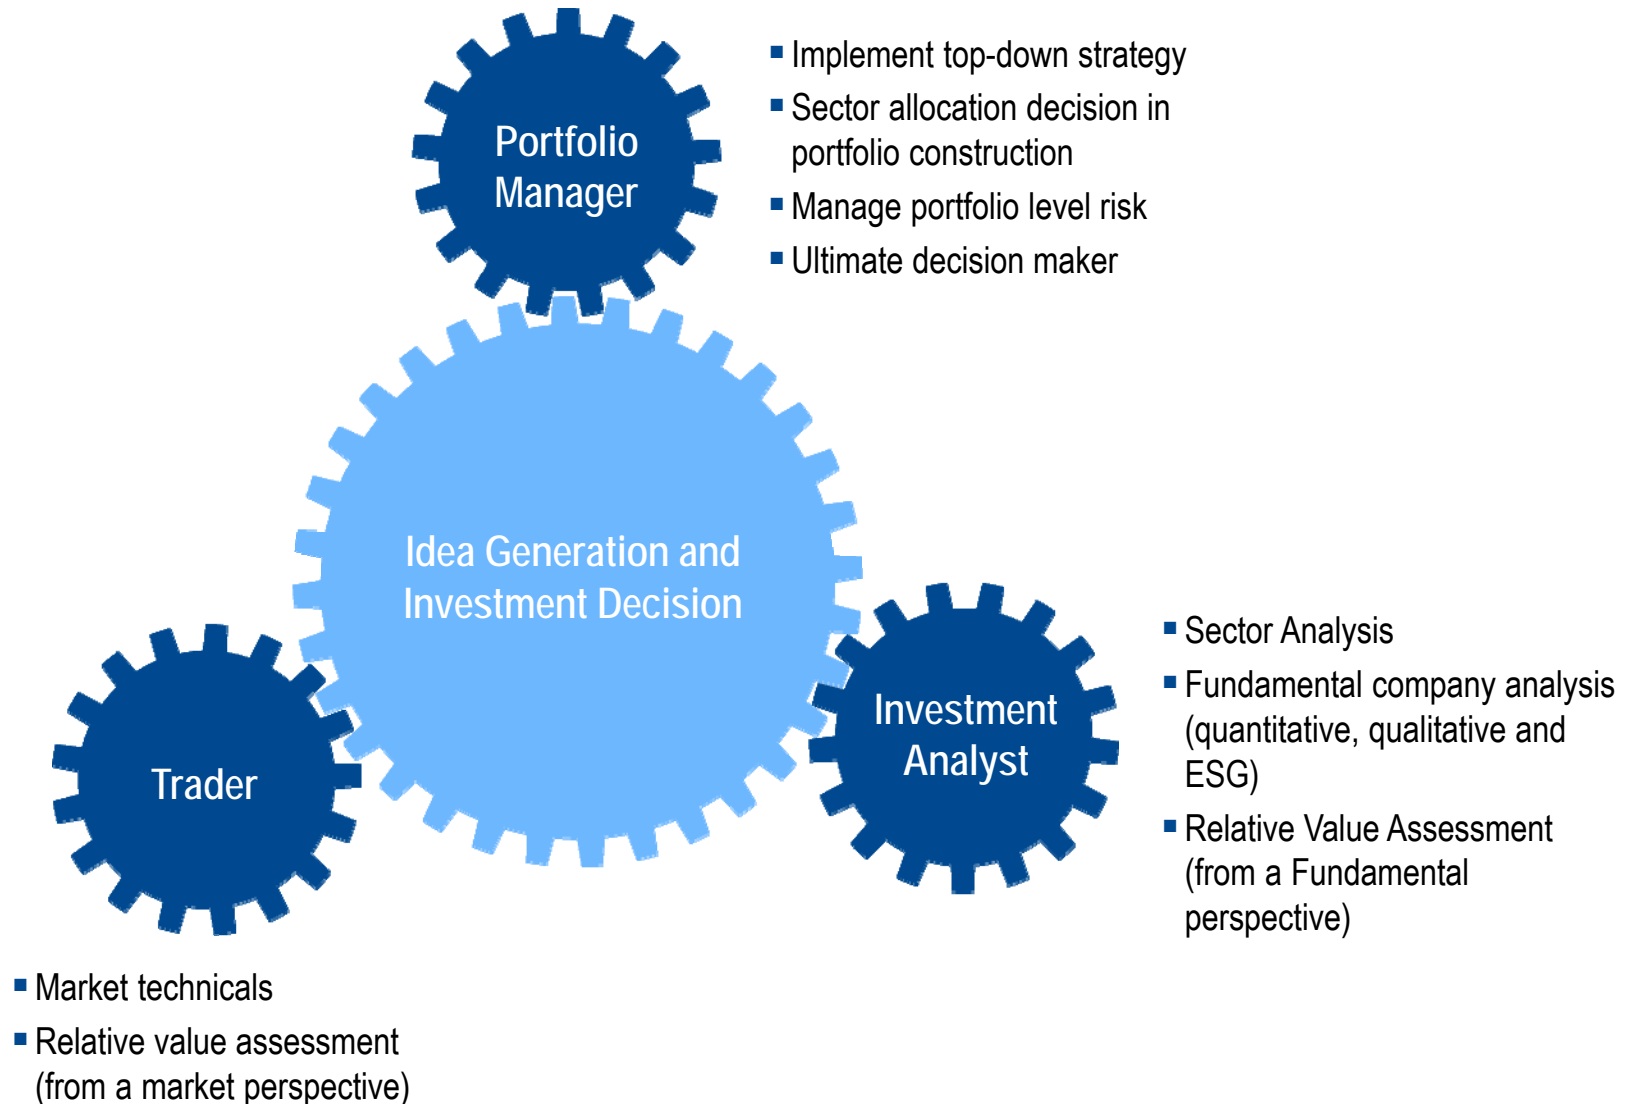 Portfolio
Manager
▪ Implement top-down strategy
▪ Sector allocation decision in
portfolio construction
▪ Manage portfolio level risk
▪ Ultimate decision maker
Idea Generation and
Investment Decision
Investment
Analyst
▪ Sector Analysis
▪ Fundamental company analysis
(quantitative, qualitative and
ESG)
▪ Relative Value Assessment
(from a Fundamental
perspective)
Trader
▪ Market technicals
▪ Relative value assessment
(from a market perspective)